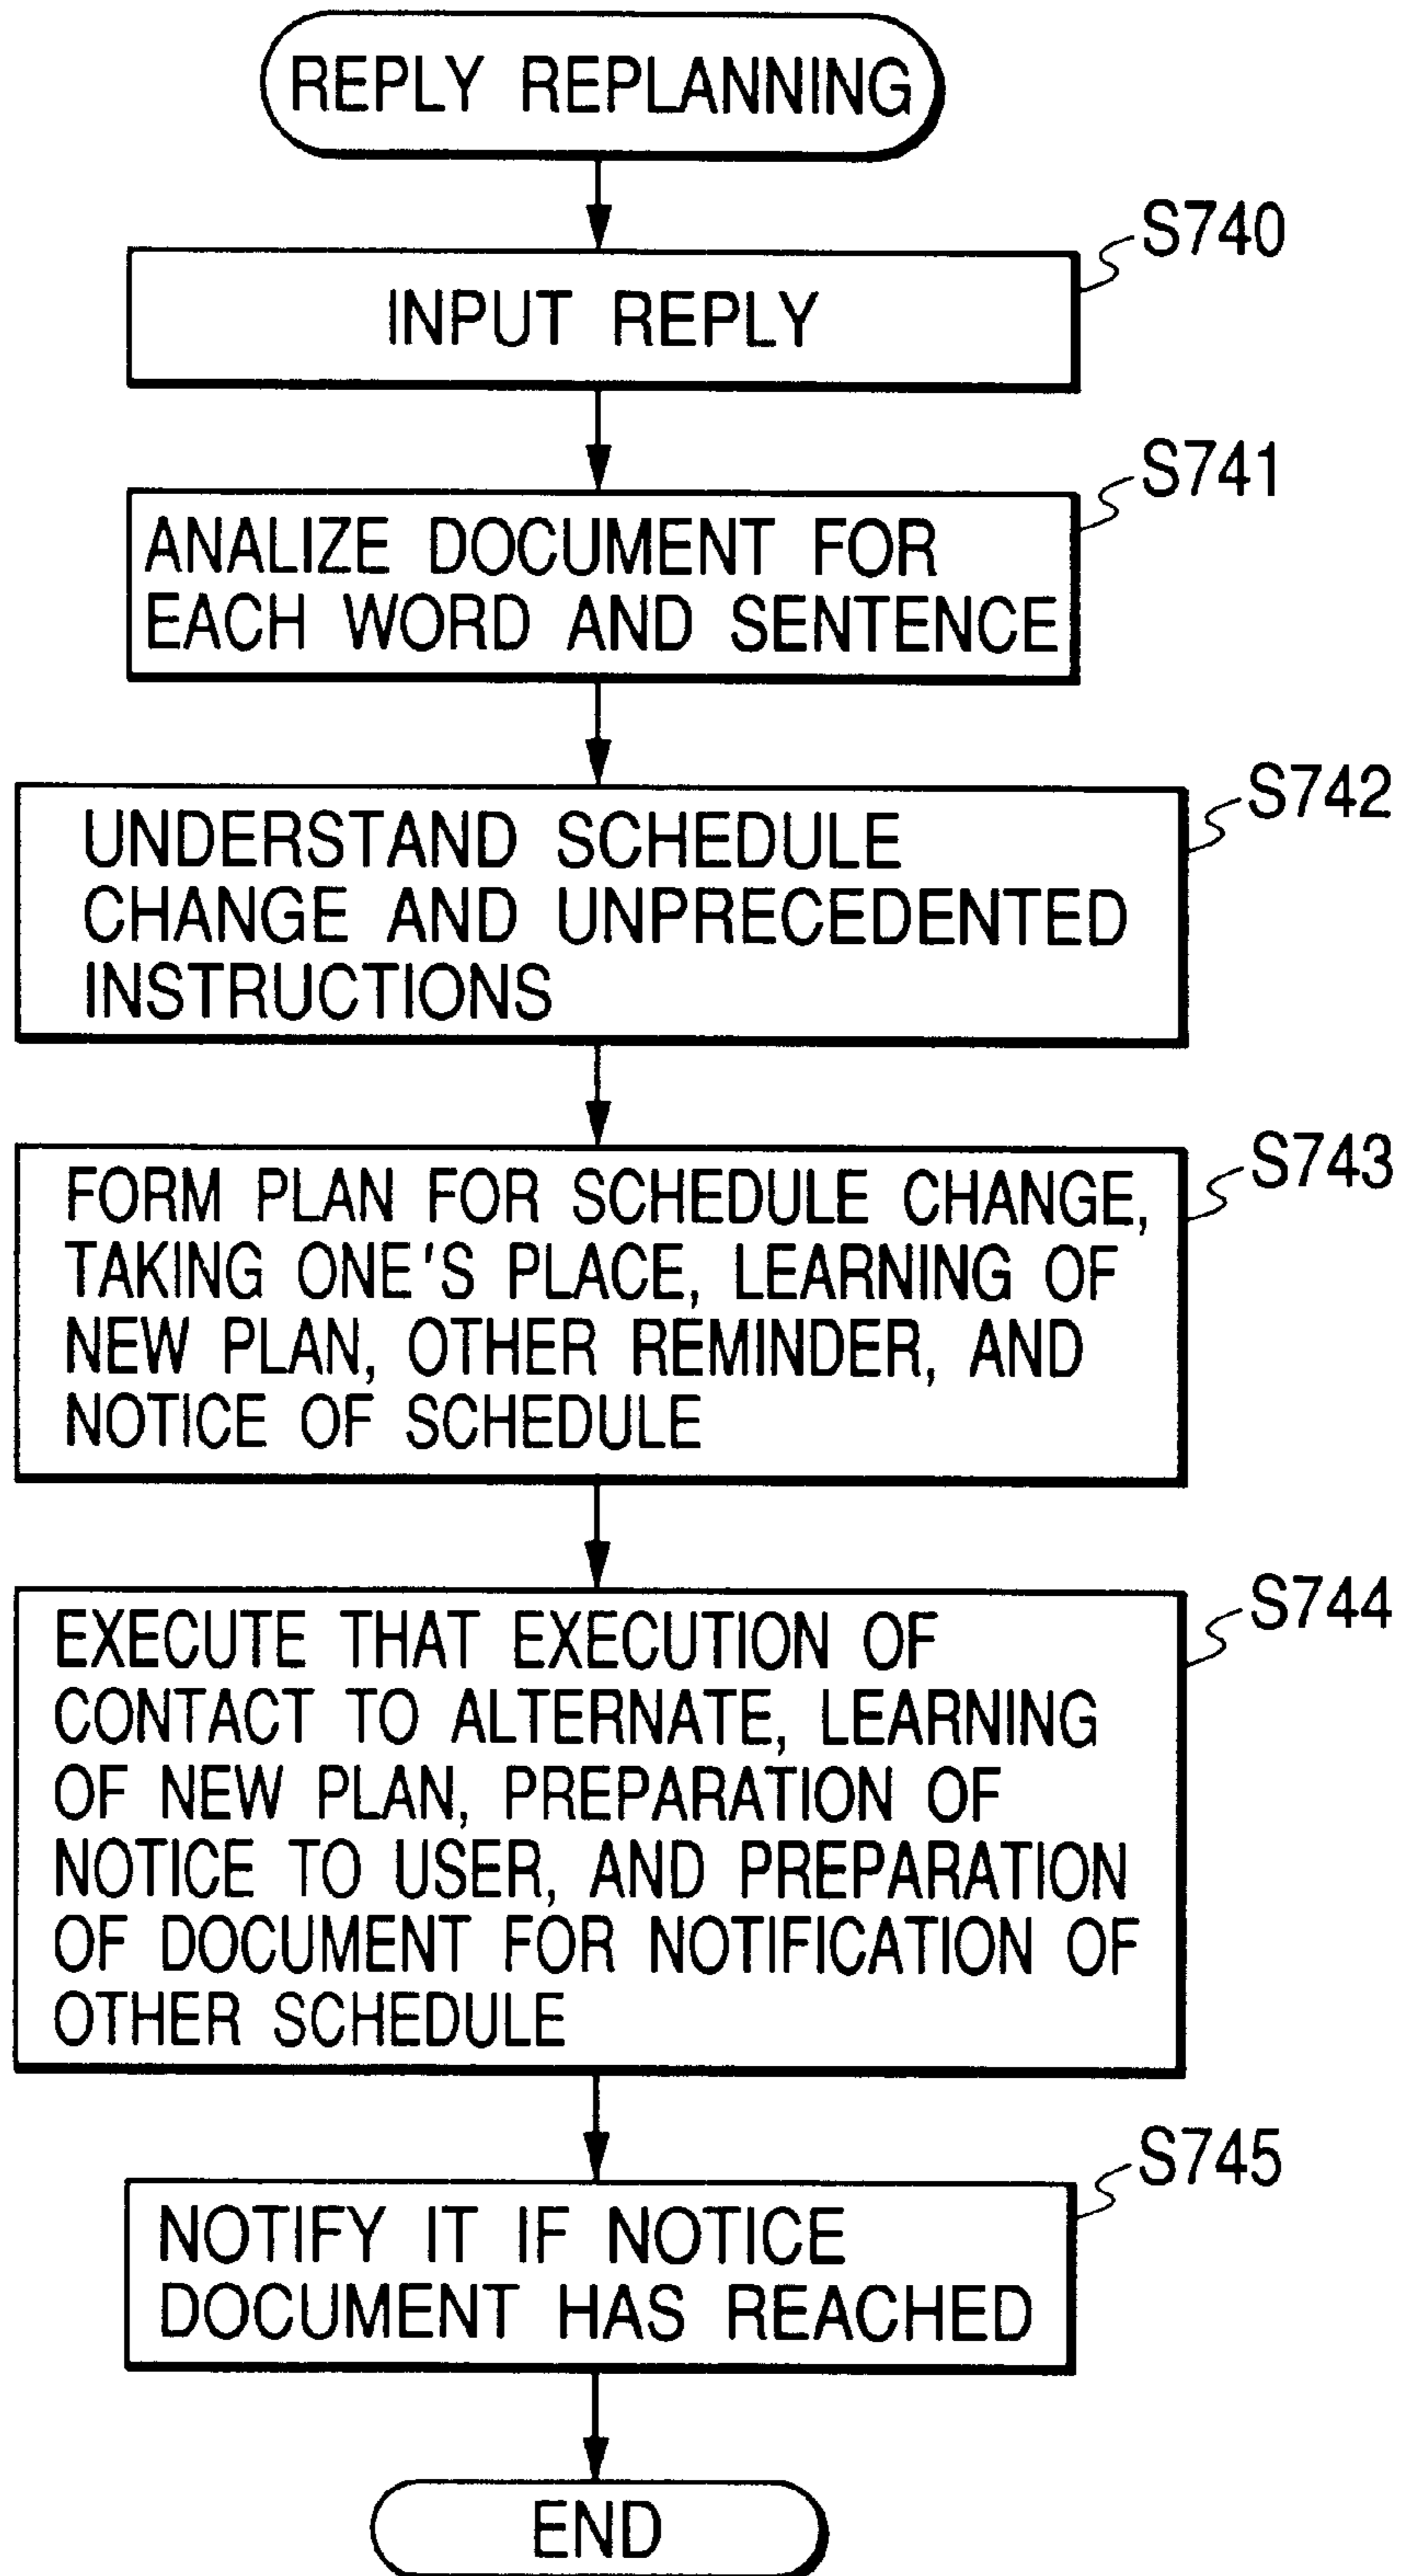 REPLY REPLANNING
S740
INPUT REPLY
S741
ANALIZE DOCUMENT FOR
EACH WORD AND SENTENCE
S742
UNDERSTAND SCHEDULE
CHANGE AND UNPRECEDENTED
INSTRUCTIONS
S743
FORM PLAN FOR SCHEDULE CHANGE,
TAKING ONE'S PLACE, LEARNING OF
NEW PLAN, OTHER REMINDER, AND
NOTICE OF SCHEDULE
S744
EXECUTE THAT EXECUTION OF
CONTACT TO ALTERNATE, LEARNING
OF NEW PLAN, PREPARATION OF
NOTICE TO USER, AND PREPARATION
OF DOCUMENT FOR NOTIFICATION OF
OTHER SCHEDULE
S745
NOTIFY IT IF NOTICE
DOCUMENT HAS REACHED
END